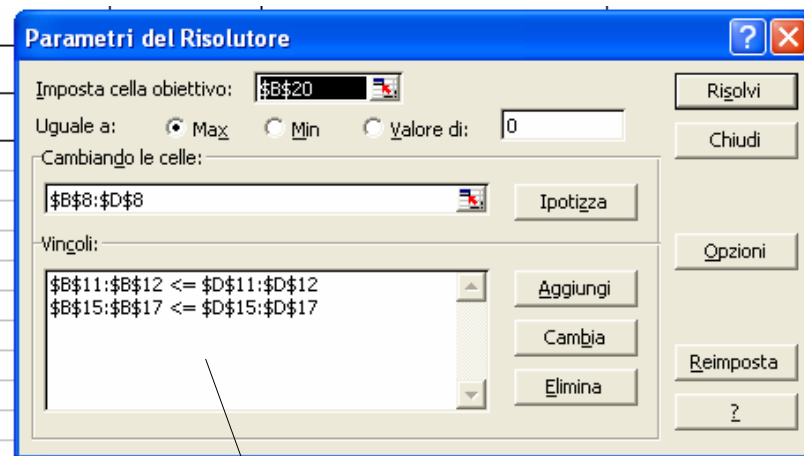 Parametri del Risolutore
Imposta cella obiettivo: $B$20
Risolvi
Uguale a: Max Min Valore di: 0
Chiudi
Cambiando le celle:
$B$8:$D$8
Ipotizza
Vincoli:
Opzioni
$B$11:$B$12 <= $D$11:$D$12
$B$15:$B$17 <= $D$15:$D$17
Aggiungi
Cambia
Reimposta
Elimina
?